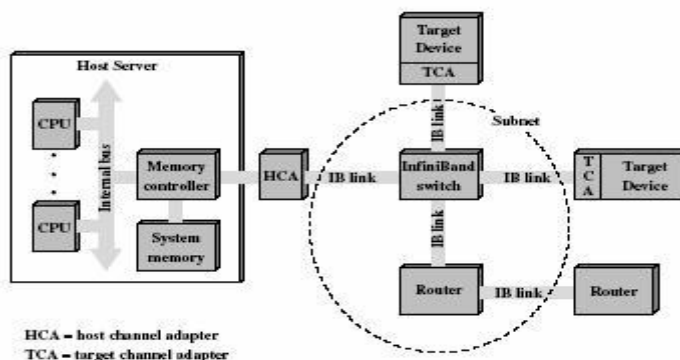 Host Server
CPU
CPU
Internal bus
Memory
controller
System
memory
HCA
IB link
Target
Device
TCA
IB link
Subnet
InfiniBand
switch
IB link
T
C
A
Target
Device
IB link
Router
IB link
Router
HCA = host channel adapter
TCA = target channel adapter